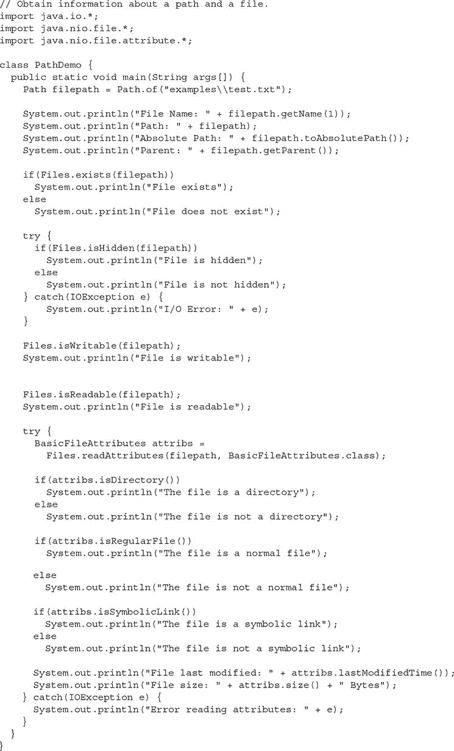 // Obtain information about a path and a file.
import java.io.*;
import java.nio.file.*;
import java.nio.file.attribute.*;

class PathDemo {
  public static void main(String args[]) {
    Path filepath = Path.of("examples\\test.txt");

    System.out.println("File Name: " + filepath.getName(1));
    System.out.println("Path: " + filepath);
    System.out.println("Absolute Path: " + filepath.toAbsolutePath());
    System.out.println("Parent: " + filepath.getParent());

    if(Files.exists(filepath))
      System.out.println("File exists");
    else
      System.out.println("File does not exist");

    try {
      if(Files.isHidden(filepath))
        System.out.println("File is hidden");
      else
        System.out.println("File is not hidden");
    } catch(IOException e) {
        System.out.println("I/O Error: " + e);
    }

    Files.isWritable(filepath);
    System.out.println("File is writable");

    Files.isReadable(filepath);
    System.out.println("File is readable");

    try {
      BasicFileAttributes attribs =
        Files.readAttributes(filepath, BasicFileAttributes.class);

      if(attribs.isDirectory())
        System.out.println("The file is a directory");
      else
        System.out.println("The file is not a directory");

      if(attribs.isRegularFile())
        System.out.println("The file is a normal file");

      else
        System.out.println("The file is not a normal file");

      if(attribs.isSymbolicLink())
        System.out.println("The file is a symbolic link");
      else
        System.out.println("The file is not a symbolic link");

      System.out.println("File last modified: " + attribs.lastModifiedTime());
      System.out.println("File size: " + attribs.size() + " Bytes");
    } catch(IOException e) {
      System.out.println("Error reading attributes: " + e);
    }
  }
}